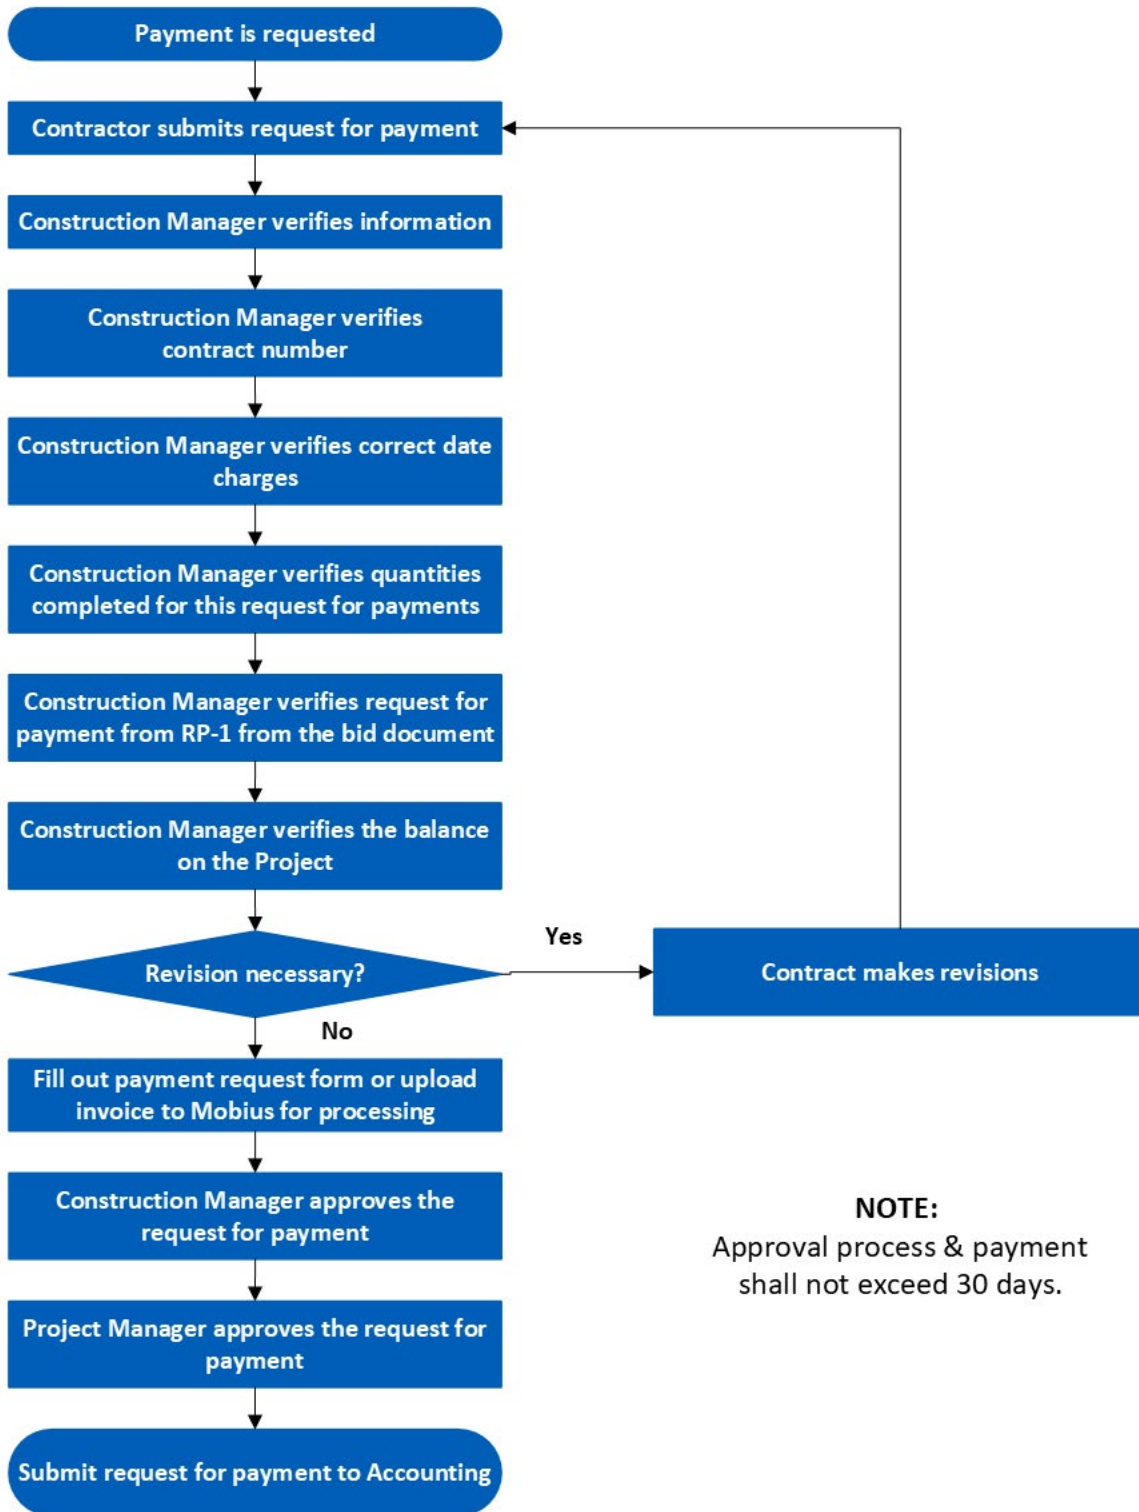 Payment is requested
Contractor submits request for payment
Construction Manager verifies information
Construction Manager verifies
contract number
Construction Manager verifies correct date
charges
Construction Manager verifies quantities
completed for this request for payments
Construction Manager verifies request for
payment from RP-1 from the bid document
Construction Manager verifies the balance
on the Project
Revision necessary?
Yes
Contract makes revisions
No
Fill out payment request form or upload
invoice to Mobius for processing
Construction Manager approves the
request for payment
Project Manager approves the request for
payment
Submit request for payment to Accounting
NOTE:
Approval process & payment
shall not exceed 30 days.